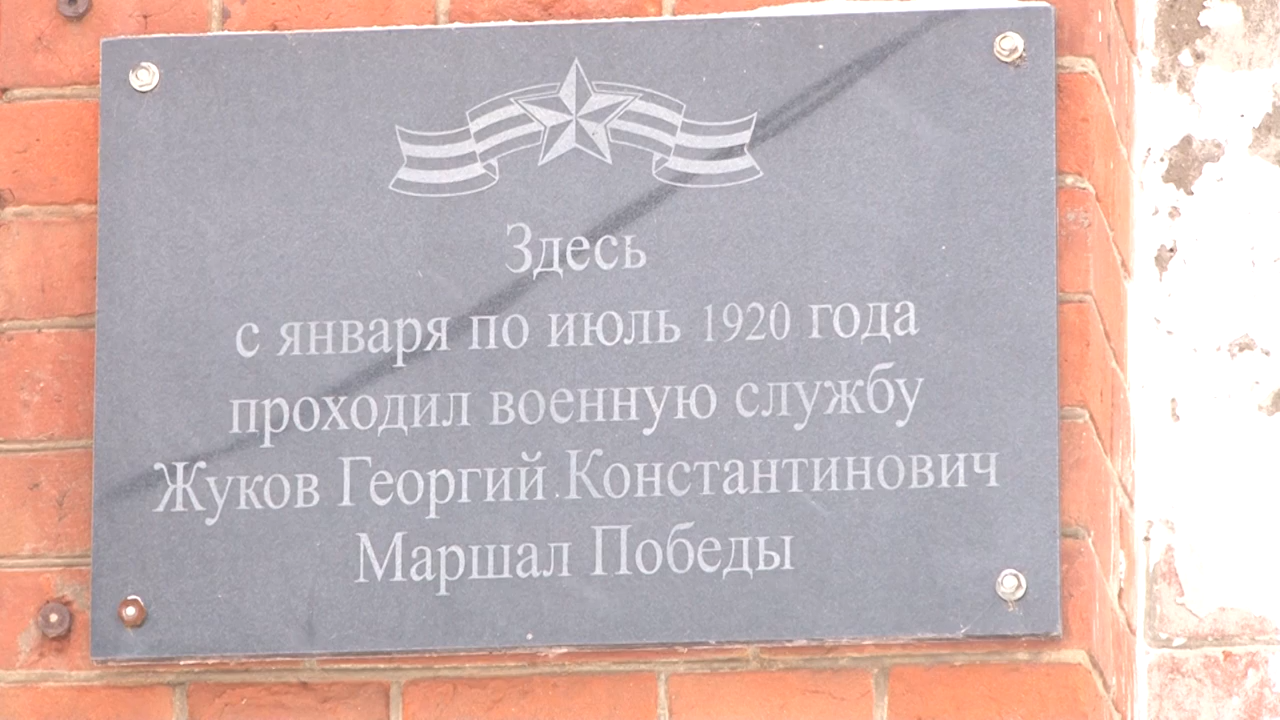 Здесь
с января по июль 1920 года
проходил военную службу
Жуков Георгий Константинович
Маршал Победы